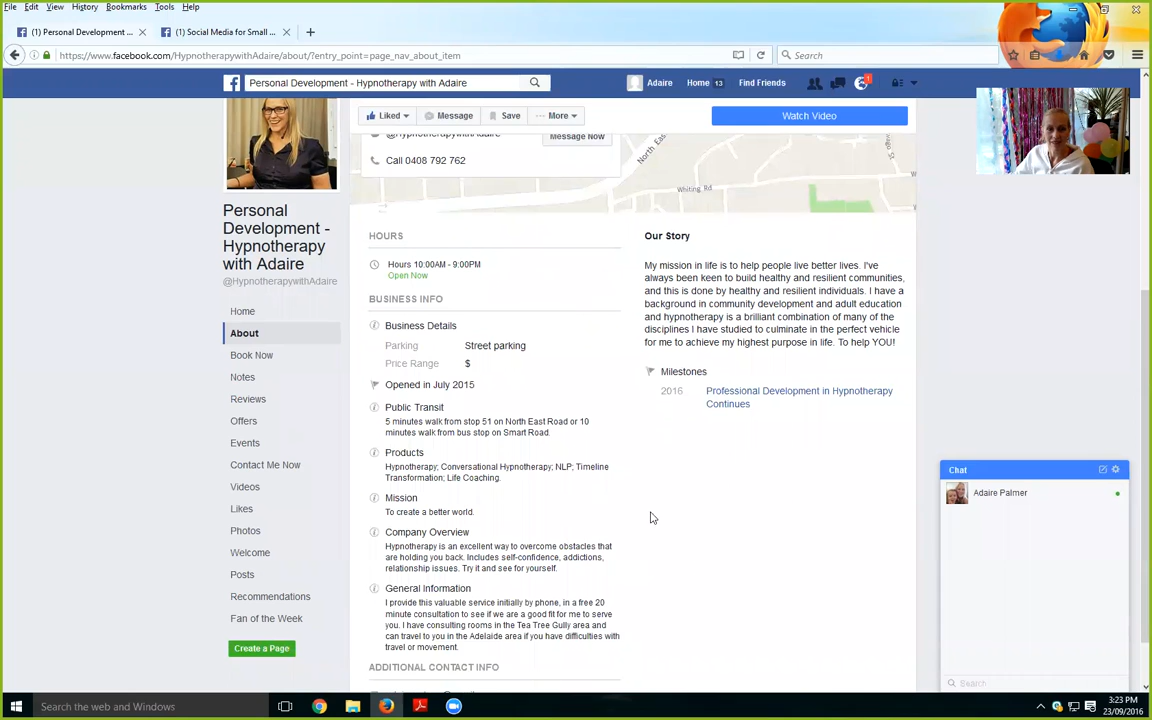 File Edit View History Bookmarks Tools Help
(1) Personal Development ... (1) Social Media for Small ...
https://www.facebook.com/HypnotherapywithAdaire/about/?entry_point=page_nav_about_item Search
Personal Development - Hypnotherapy with Adaire Adaire Home 13 Find Friends 1
Liked Message Save More Watch Video
@HypnotherapywithAdaire Message Now
Call 0408 792 762
North East
Whiting Rd
Personal
Development -
Hypnotherapy
with Adaire
@HypnotherapywithAdaire
Home
About
Book Now
Notes
Reviews
Offers
Events
Contact Me Now
Videos
Likes
Photos
Welcome
Posts
Recommendations
Fan of the Week
Create a Page
HOURS
Hours 10:00AM - 9:00PM
Open Now
BUSINESS INFO
Business Details
Parking Street parking
Price Range $
Opened in July 2015
Public Transit
5 minutes walk from stop 51 on North East Road or 10
minutes walk from bus stop on Smart Road.
Products
Hypnotherapy; Conversational Hypnotherapy; NLP; Timeline
Transformation; Life Coaching.
Mission
To create a better world.
Company Overview
Hypnotherapy is an excellent way to overcome obstacles that
are holding you back. Includes self-confidence, addictions,
relationship issues. Try it and see for yourself.
General Information
I provide this valuable service initially by phone, in a free 20
minute consultation to see if we are a good fit for me to serve
you. I have consulting rooms in the Tea Tree Gully area and
can travel to you in the Adelaide area if you have difficulties with
travel or movement.
ADDITIONAL CONTACT INFO
Our Story
My mission in life is to help people live better lives. I've
always been keen to build healthy and resilient communities,
and this is done by healthy and resilient individuals. I have a
background in community development and adult education
and hypnotherapy is a brilliant combination of many of the
disciplines I have studied to culminate in the perfect vehicle
for me to achieve my highest purpose in life. To help YOU!
Milestones
2016 Professional Development in Hypnotherapy
Continues
Chat
Adaire Palmer
Search
Search the web and Windows
3:23 PM
23/09/2016